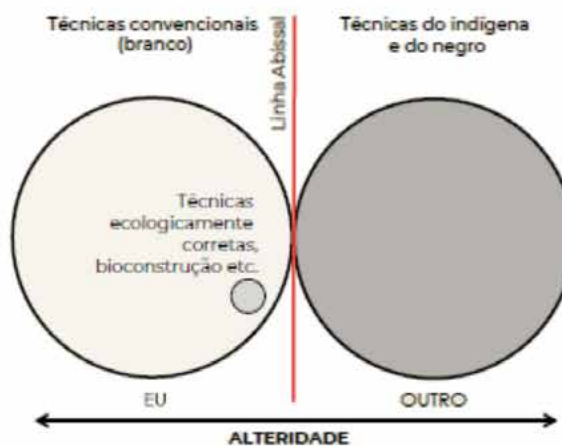 Técnicas convencionais
(branco)
Linha Abissal
Técnicas do indígena
e do negro
Técnicas
ecologicamente
corretas,
bioconstrução etc.
EU
OUTRO
ALTERIDADE